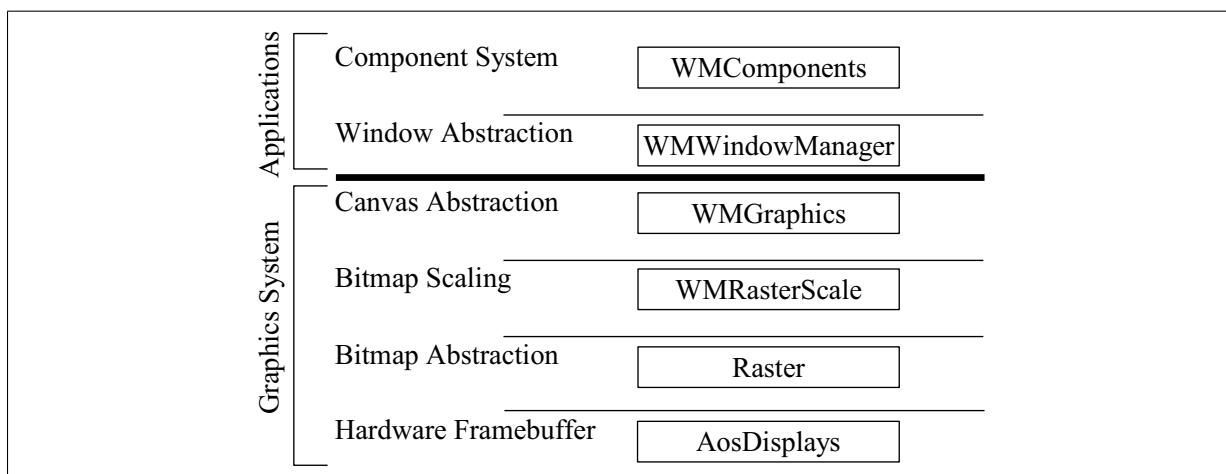 Applications
Component System
WMComponents
Window Abstraction
WMWindowManager
Graphics System
Canvas Abstraction
WMGraphics
Bitmap Scaling
WMRasterScale
Bitmap Abstraction
Raster
Hardware Framebuffer
AosDisplays